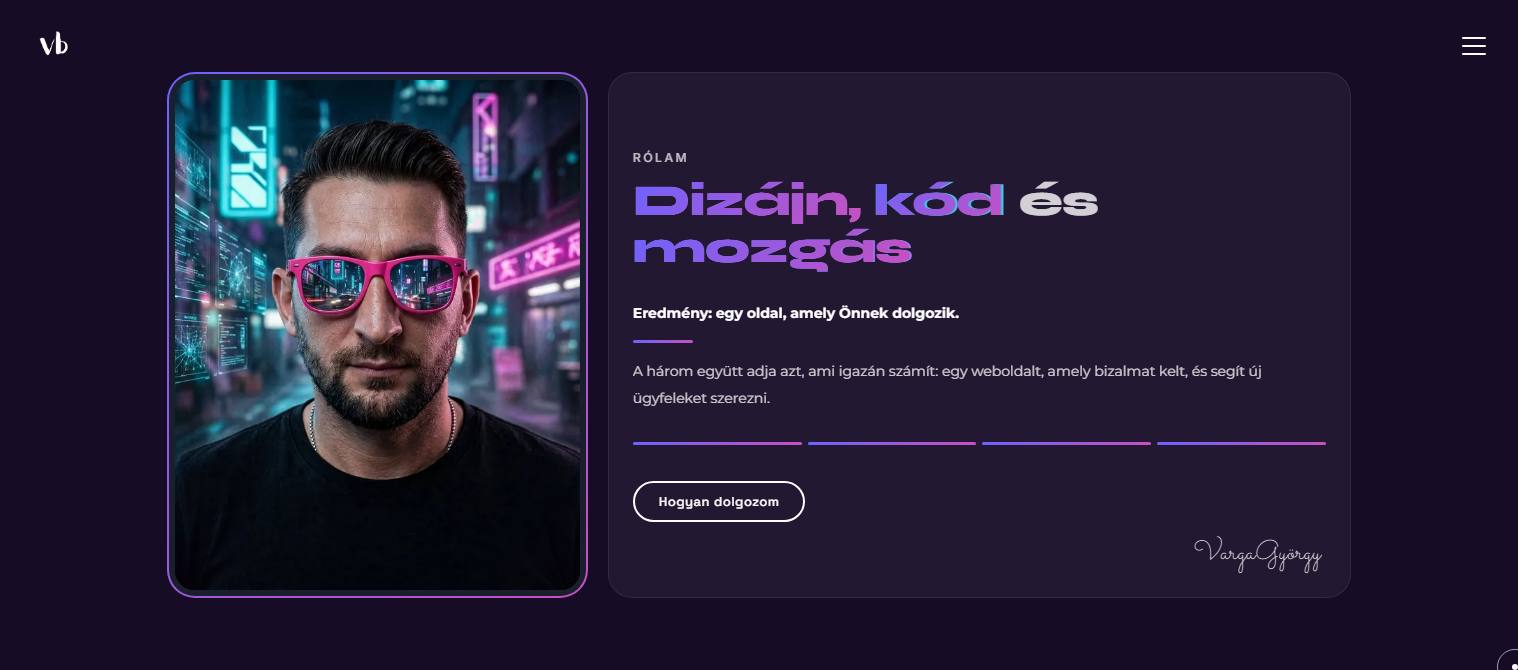 vb
RÓLAM
Dizájn, kód és
mozgás
Eredmény: egy oldal, amely Önnek dolgozik.
A három együtt adja azt, ami igazán számít: egy weboldalt, amely bizalmat kelt, és segít új
ügyfeleket szerezni.
Hogyan dolgozom
VargaGyörgy